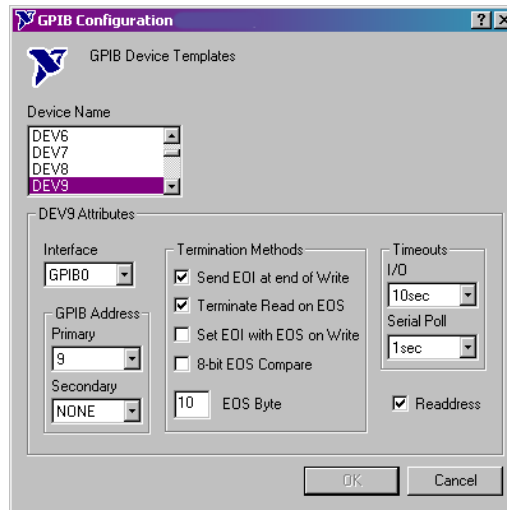 GPIB Configuration
GPIB Device Templates
Device Name
DEV6
DEV7
DEV8
DEV9
DEV9 Attributes
Interface
GPIB0
GPIB Address
Primary
9
Secondary
NONE
Termination Methods
Send EOI at end of Write
Terminate Read on EOS
Set EOI with EOS on Write
8-bit EOS Compare
10 EOS Byte
Timeouts
I/O
10sec
Serial Poll
1sec
Readdress
OK
Cancel